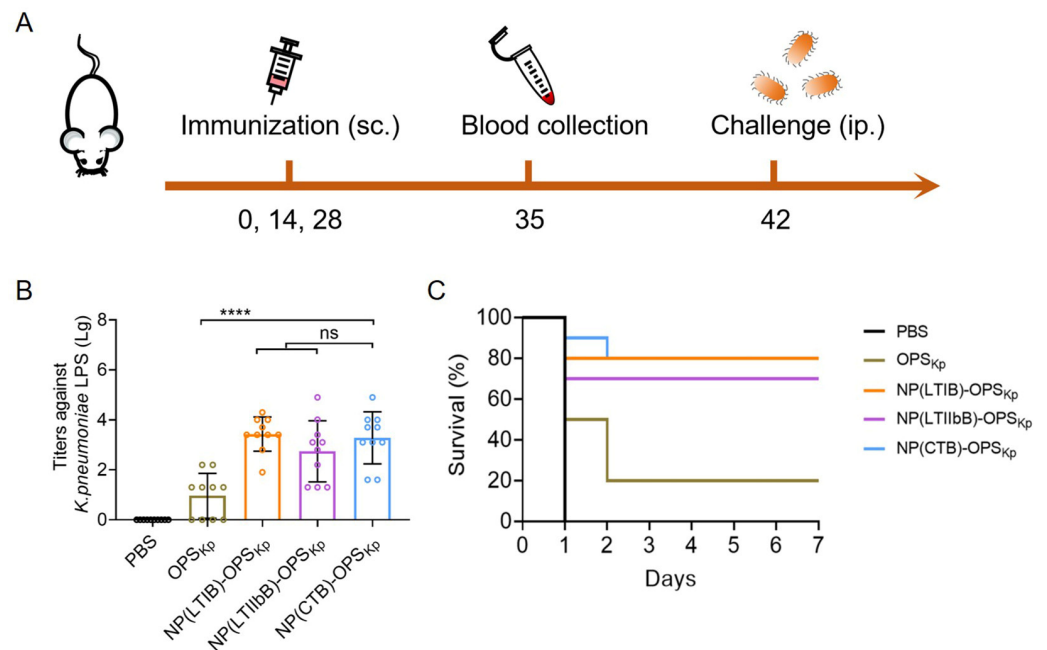 A
Immunization (sc.)
Blood collection
Challenge (ip.)
0, 14, 28
35
42
B
Titers against
K.pneumoniae LPS (Lg)
8
6
4
2
0
****
ns
PBS
OPSKp
NP(LTIB)-OPSKp
NP(LTIIbB)-OPSKp
NP(CTB)-OPSKp
C
Survival (%)
100
80
60
40
20
0
0 1 2 3 4 5 6 7
Days
PBS
OPSKp
NP(LTIB)-OPSKp
NP(LTIIbB)-OPSKp
NP(CTB)-OPSKp